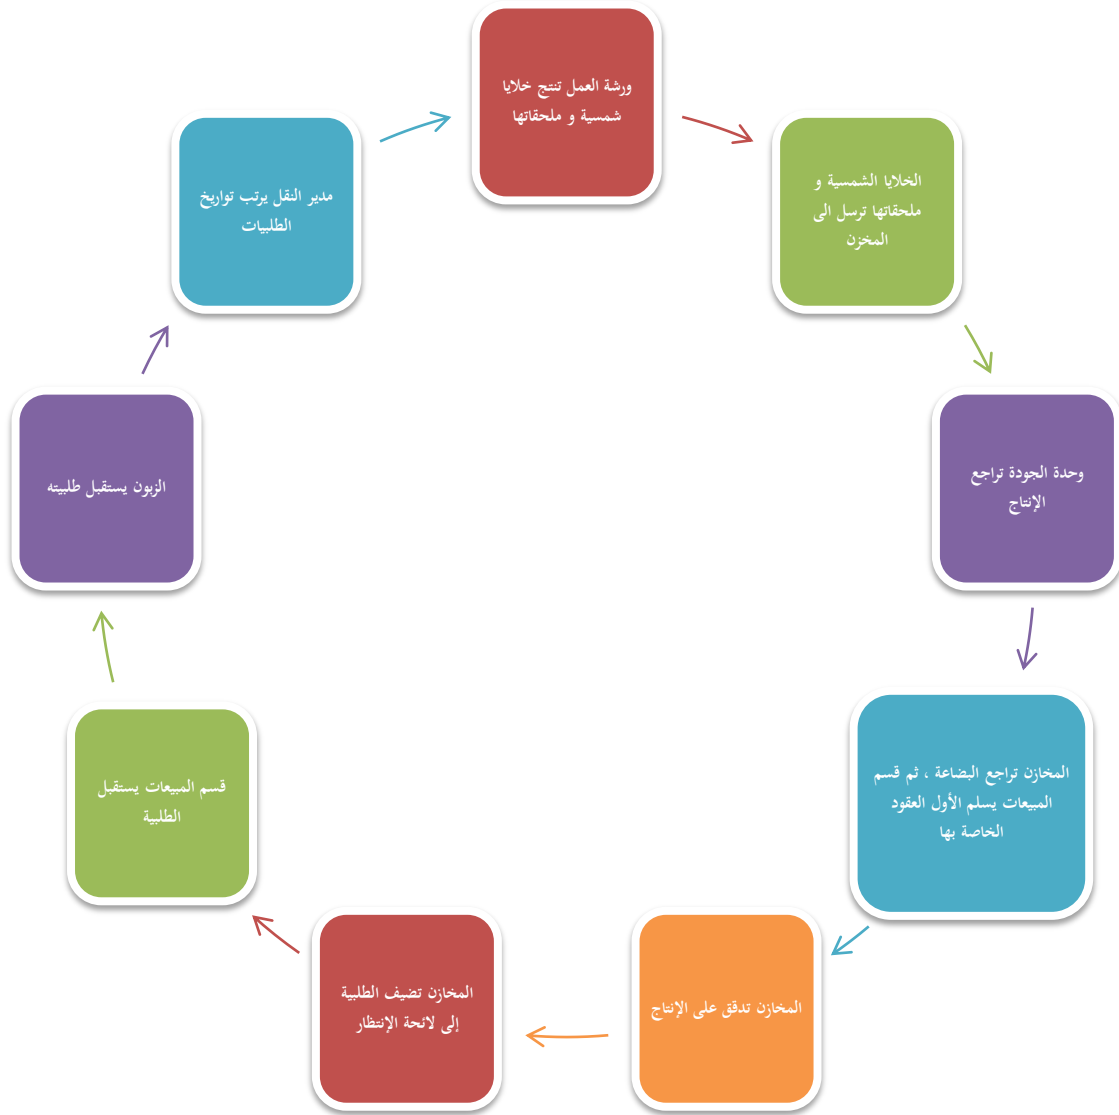 ورشة العمل تنتج خلايا
شمسية و ملحقاتها
الخلايا الشمسية و
ملحقاتها ترسل الى
المخزن
وحدة الجودة تراجع
الإنتاج
المخازن تراجع البضاعة ، ثم قسم
المبيعات يسلم الأول العقود
الخاصة بها
المخازن تدقق على الإنتاج
المخازن تضيف الطلبية
إلى لائحة الإنتظار
قسم المبيعات يستقبل
الطلبية
الزبون يستقبل طلبيته
مدير النقل يرتب تواريخ
الطلبيات